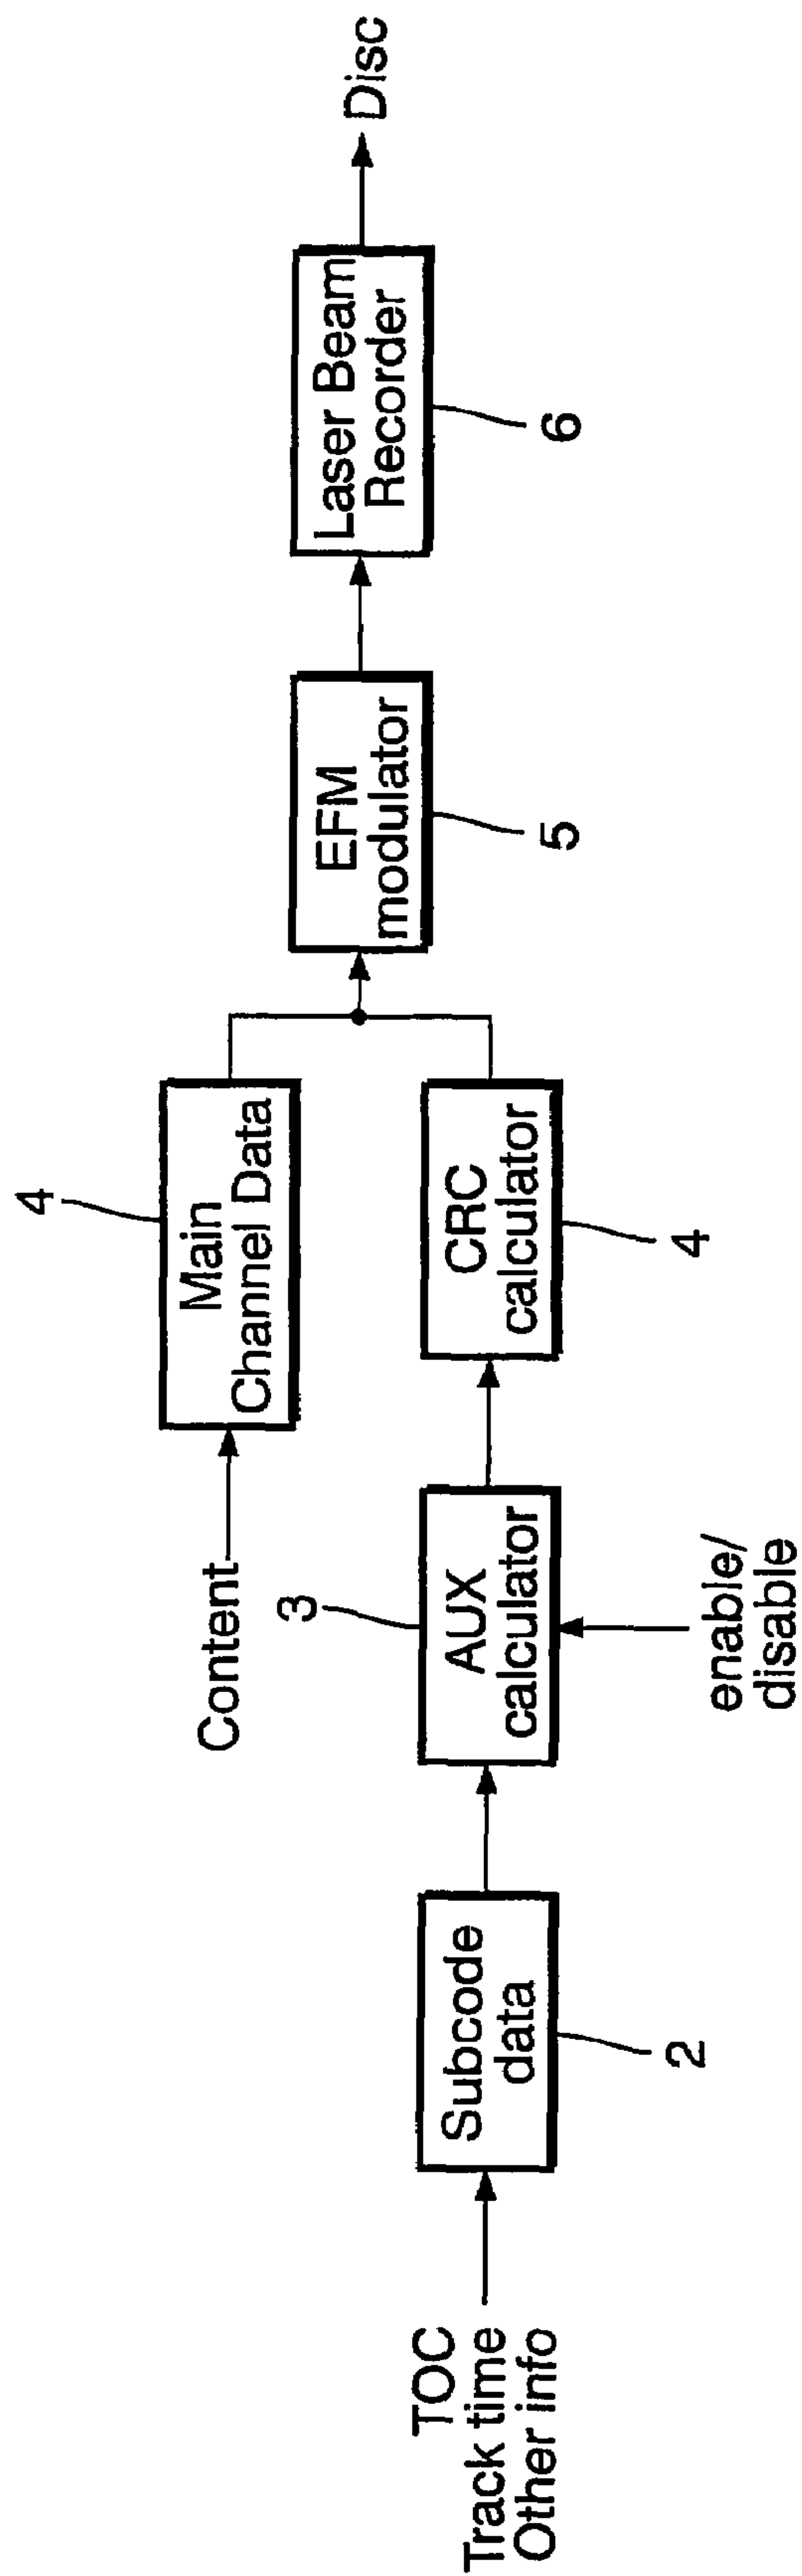 TOC
Track time
Other info
Subcode
data
2
3
AUX
calculator
enable/
disable
Content
4
Main
Channel Data
CRC
calculator
4
EFM
modulator
5
Laser Beam
Recorder
6
Disc